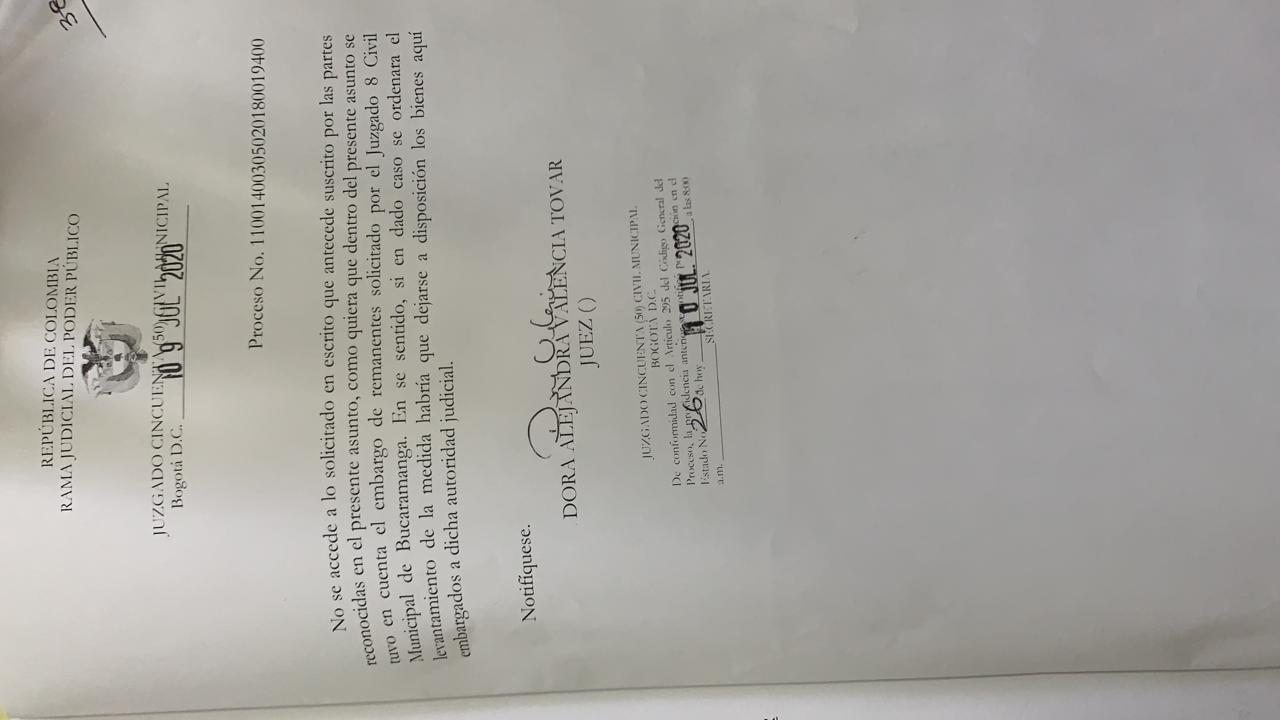 REPÚBLICA DE COLOMBIA
RAMA JUDICIAL DEL PODER PÚBLICO
JUZGADO CINCUENTA (50) CIVIL MUNICIPAL
Bogotá D.C. 09 JUL 2020
Proceso No. 11001400305020180019400
No se accede a lo solicitado en escrito que antecede suscrito por las partes
reconocidas en el presente asunto, como quiera que dentro del presente asunto se
tuvo en cuenta el embargo de remanentes solicitado por el Juzgado 8 Civil
Municipal de Bucaramanga. En se sentido, si en dado caso se ordenara el
levantamiento de la medida habría que dejarse a disposición los bienes aquí
embargados a dicha autoridad judicial.
Notifíquese.
DORA ALEJANDRA VALENCIA TOVAR
JUEZ ()
JUZGADO CINCUENTA (50) CIVIL MUNICIPAL
BOGOTÁ D.C.
De conformidad con el Artículo 295 del Código General del
Proceso, la providencia anterior en el
Estado No. 26 de hoy 10 JUL. 2020 a las 8:00
a.m.
SECRETARIA